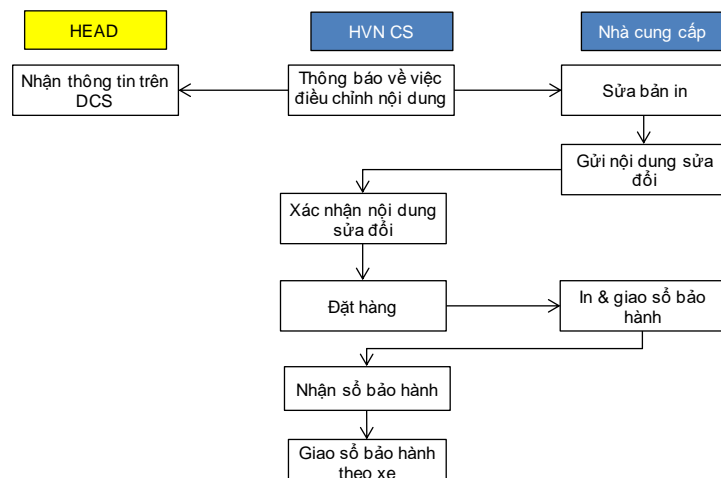 HEAD
HVN CS
Nhà cung cấp
Nhận thông tin trên
DCS
Thông báo về việc
điều chỉnh nội dung
Sửa bản in
Gửi nội dung sửa
đổi
Xác nhận nội dung
sửa đổi
Đặt hàng
In & giao sổ bảo
hành
Nhận sổ bảo hành
Giao sổ bảo hành
theo xe